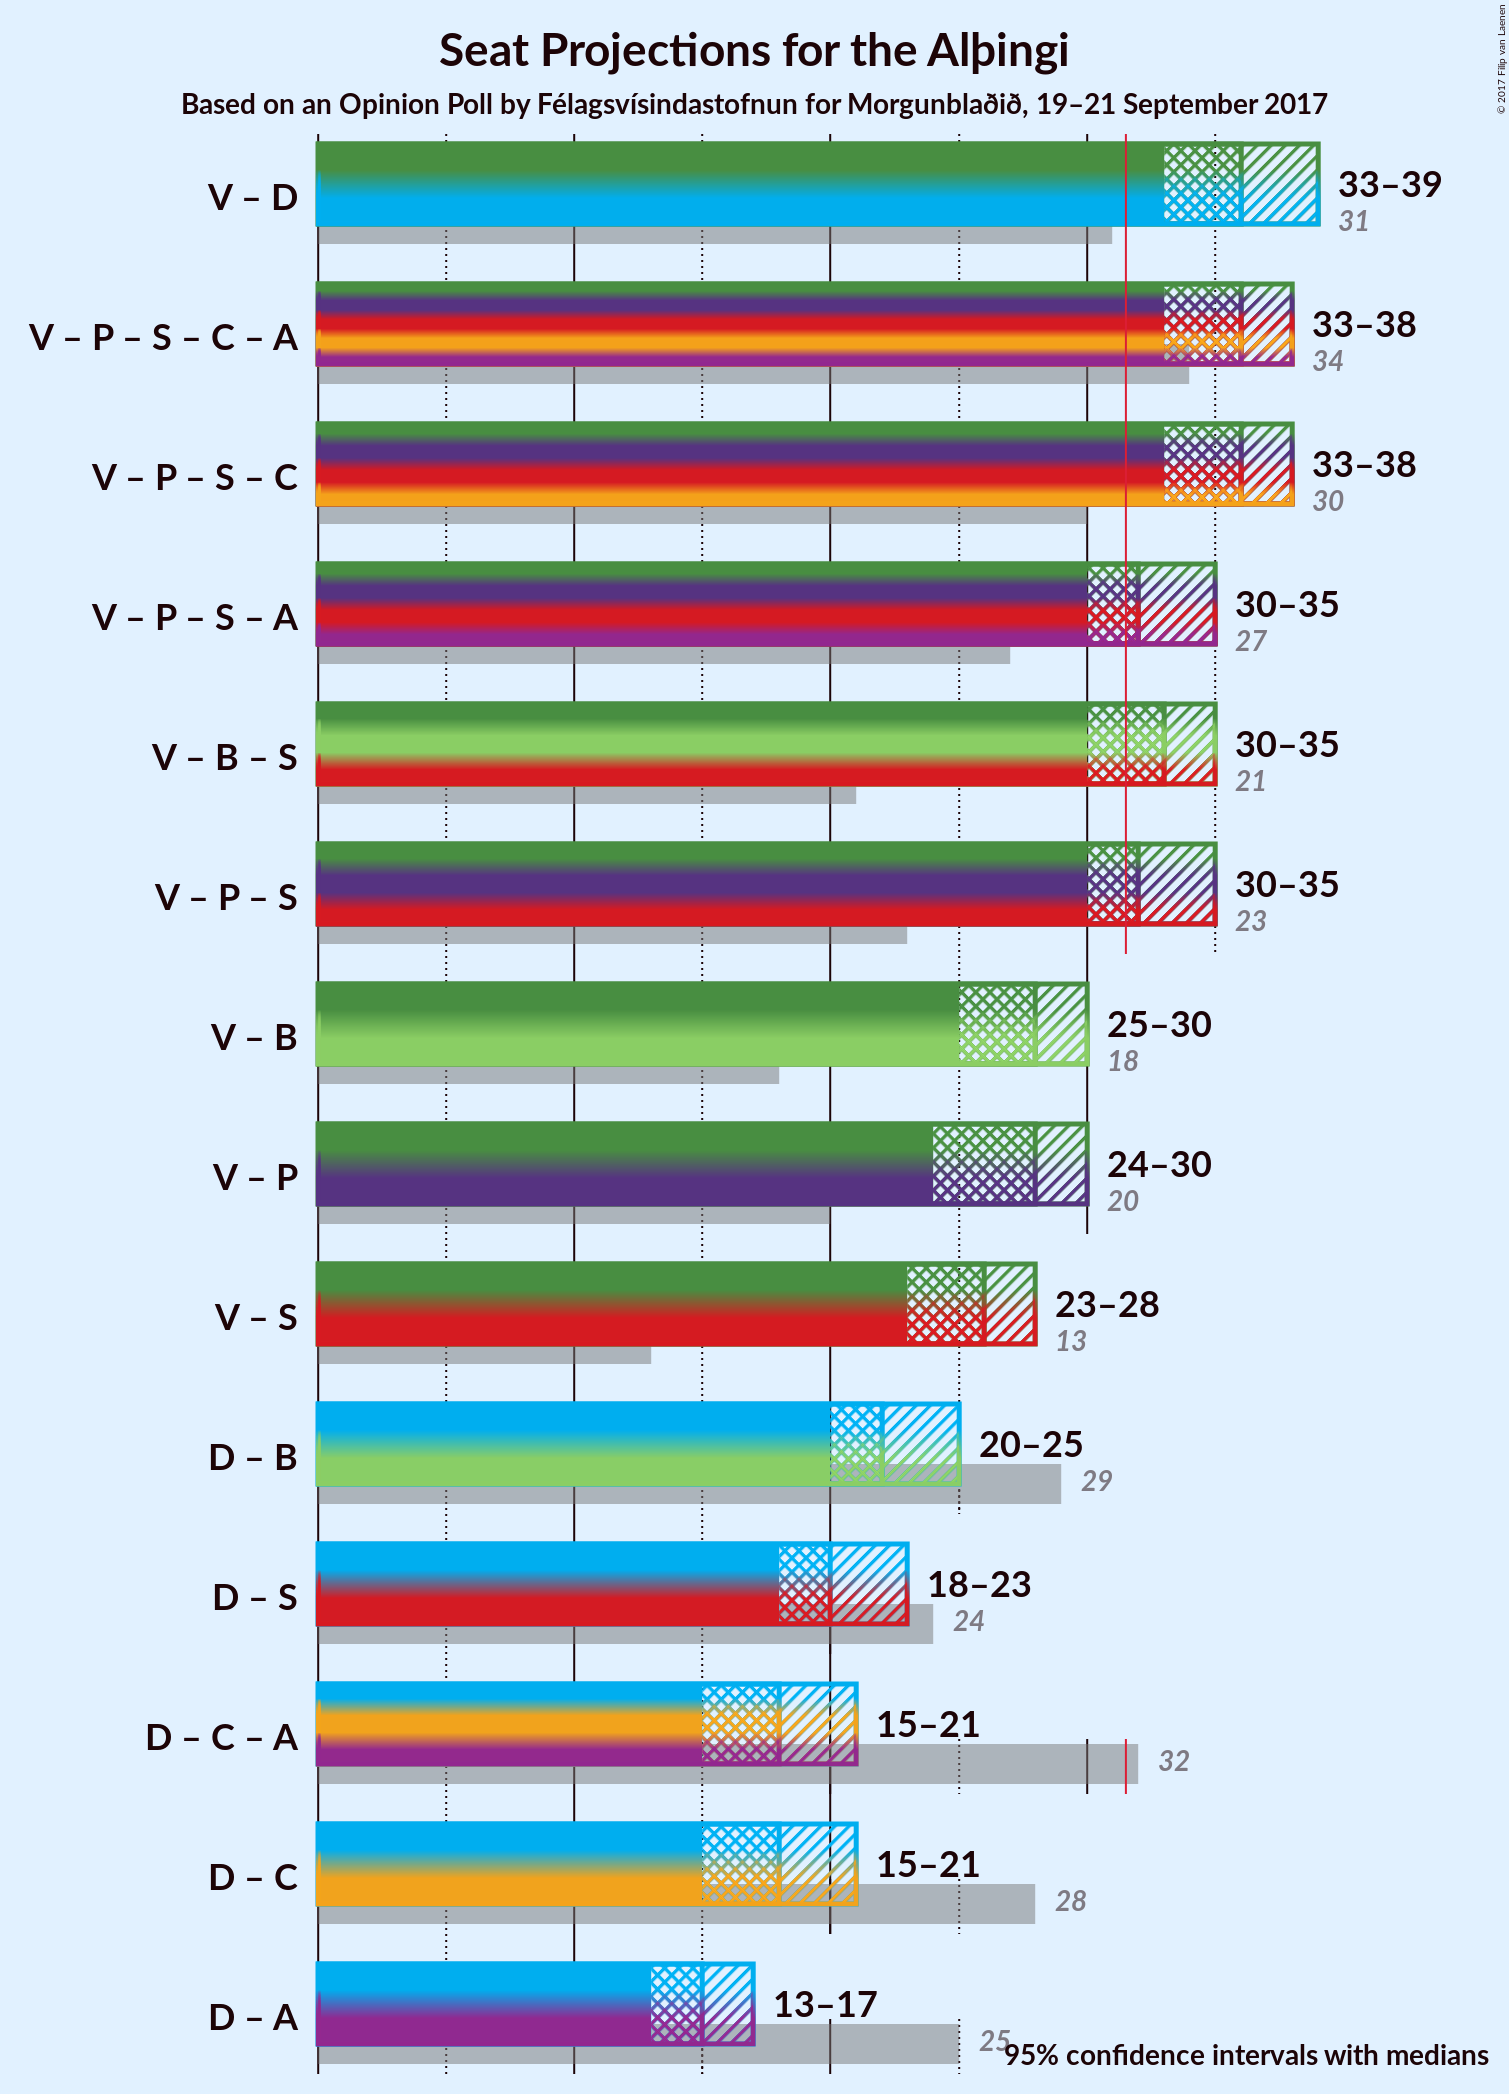 Seat Projections for the Alþingi
Based on an Opinion Poll by Félagsvísindastofnun for Morgunblaðið, 19–21 September 2017
© 2017 Filip van Laenen
V – D
33–39
31
V – P – S – C – A
33–38
34
V – P – S – C
33–38
30
V – P – S – A
30–35
27
V – B – S
30–35
21
V – P – S
30–35
23
V – B
25–30
18
V – P
24–30
20
V – S
23–28
13
D – B
20–25
29
D – S
18–23
24
D – C – A
15–21
32
D – C
15–21
28
D – A
13–17
25
95% confidence intervals with medians